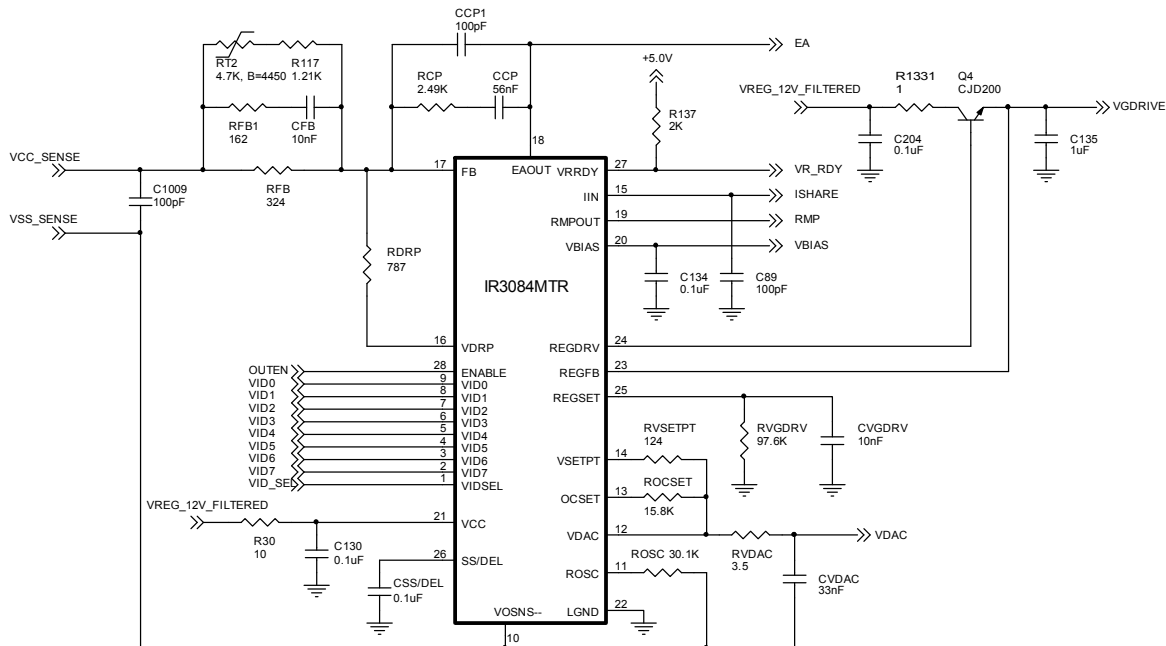 CCP1
100pF
EA
RT2
4.7K, B=4450
R117
1.21K
RCP
2.49K
CCP
56nF
+5.0V
R1331
1
Q4
CJD200
VREG_12V_FILTERED
VGDRIVE
RFB1
162
CFB
10nF
R137
2K
C204
0.1uF
C135
1uF
18
VCC_SENSE
17
FB
EAOUT
VRRDY
27
VR_RDY
C1009
100pF
RFB
324
IIN
15
ISHARE
VSS_SENSE
RMPOUT
19
RMP
VBIAS
20
VBIAS
RDRP
787
IR3084MTR
C134
0.1uF
C89
100pF
16
VDRP
REGDRV
24
OUTEN
28
ENABLE
REGFB
23
VID0
9
VID0
VID1
8
VID1
REGSET
25
VID2
7
VID2
VID3
6
VID3
VID4
5
VID4
VID5
4
VID5
VID6
3
VID6
VID7
2
VID7
VID_SEL
1
VIDSEL
RVSETPT
124
RVGDRV
97.6K
CVGDRV
10nF
VSETPT
14
OCSET
13
ROCSET
15.8K
VREG_12V_FILTERED
21
VCC
VDAC
12
VDAC
R30
10
C130
0.1uF
RVDAC
3.5
26
SS/DEL
ROSC
11
ROSC 30.1K
CSS/DEL
0.1uF
CVDAC
33nF
VOSNS--
LGND
22
10